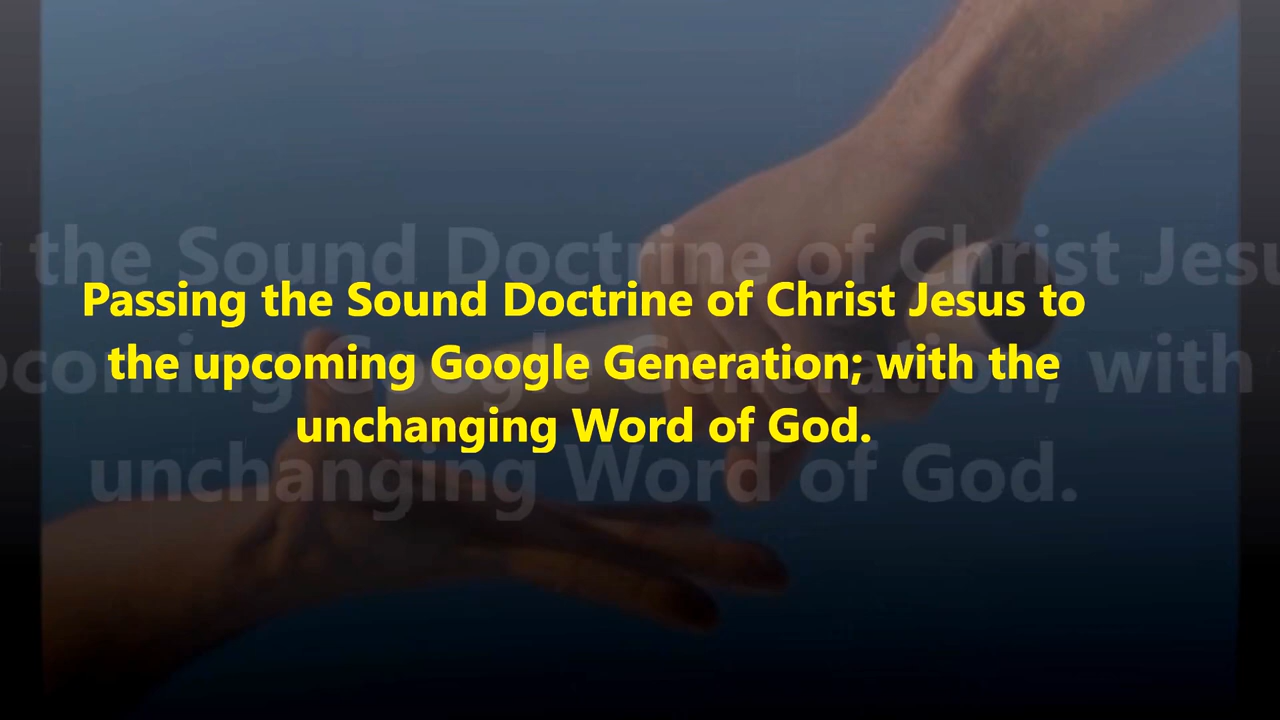 Passing the Sound Doctrine of Christ Jesus to
the upcoming Google Generation; with the
unchanging Word of God.